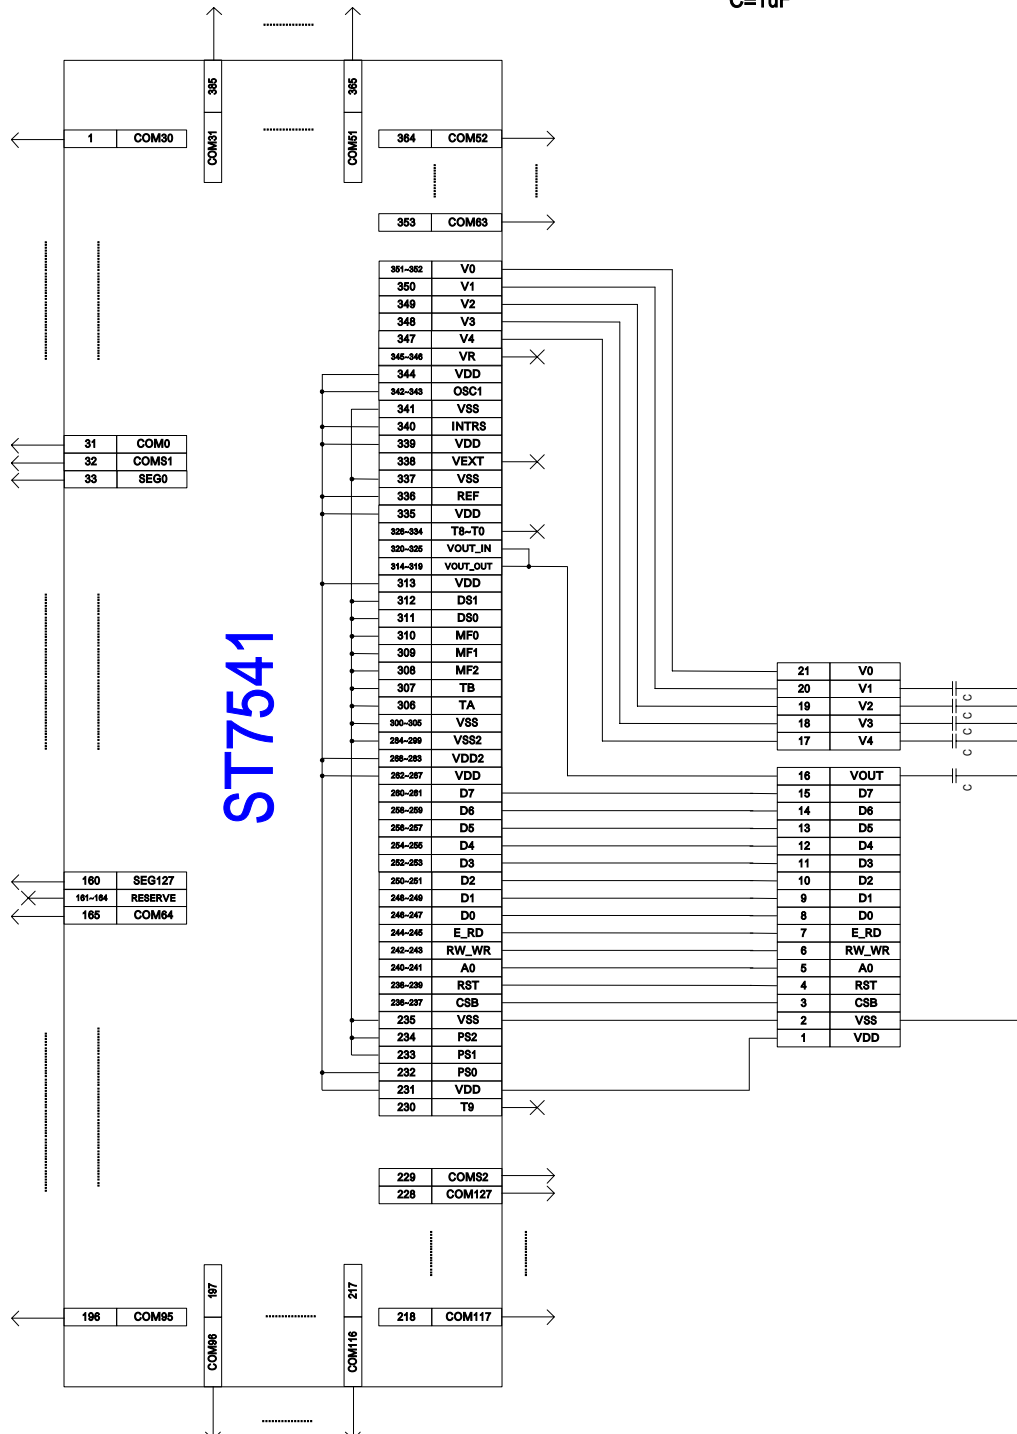 C=1uF
385
COM31
365
COM51
1 COM30
364 COM52
353 COM63
351~352 V0
350 V1
349 V2
348 V3
347 V4
345~346 VR
344 VDD
342~343 OSC1
341 VSS
340 INTRS
339 VDD
338 VEXT
337 VSS
336 REF
335 VDD
326~334 T8~T0
320~325 VOUT_IN
314~319 VOUT_OUT
313 VDD
312 DS1
311 DS0
310 MF0
309 MF1
308 MF2
307 TB
306 TA
300~305 VSS
284~299 VSS2
268~283 VDD2
262~267 VDD
260~261 D7
258~259 D6
256~257 D5
254~255 D4
252~253 D3
250~251 D2
248~249 D1
246~247 D0
244~245 E_RD
242~243 RW_WR
240~241 A0
238~239 RST
236~237 CSB
235 VSS
234 PS2
233 PS1
232 PS0
231 VDD
230 T9
31 COM0
32 COMS1
33 SEG0
ST7541
160 SEG127
161~164 RESERVE
165 COM64
21 V0
20 V1
C
19 V2
C
18 V3
C
17 V4
C
16 VOUT
C
15 D7
14 D6
13 D5
12 D4
11 D3
10 D2
9 D1
8 D0
7 E_RD
6 RW_WR
5 A0
4 RST
3 CSB
2 VSS
1 VDD
229 COMS2
228 COM127
196 COM95
197
COM96
217
COM116
218 COM117